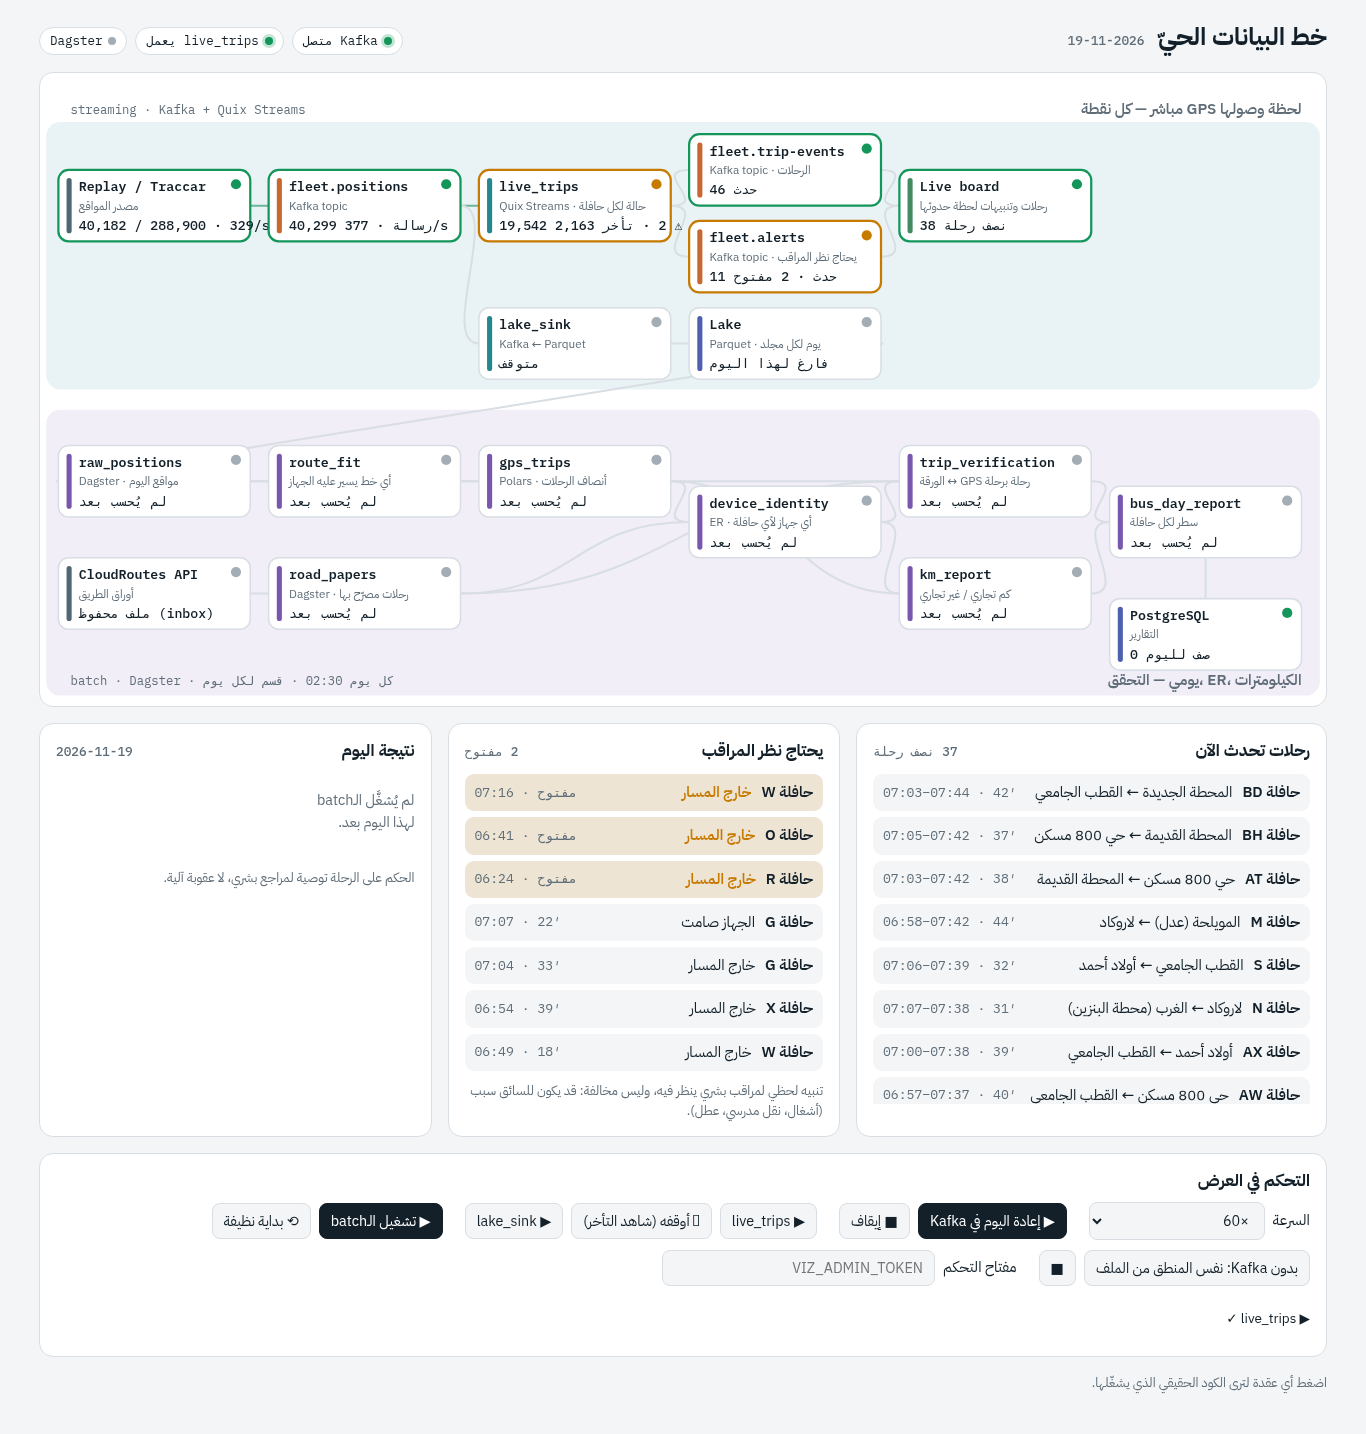 خط البيانات الحيّ 19-11-2026
Kafka متصل
live_trips يعمل
Dagster
لحظة وصولها GPS مباشر — كل نقطة
streaming · Kafka + Quix Streams
Replay / Traccar
مصدر المواقع
40,182 / 288,900 · 329/s
fleet.positions
Kafka topic
40,299 رسالة · 377/s
live_trips
Quix Streams · حالة لكل حافلة
19,542 تأخر 2,163 · 2 ⚠
fleet.trip-events
Kafka topic · الرحلات
46 حدث
fleet.alerts
Kafka topic · يحتاج نظر المراقب
11 حدث · 2 مفتوح
Live board
رحلات وتنبيهات لحظة حدوثها
38 نصف رحلة
lake_sink
Kafka ← Parquet
متوقف
Lake
Parquet · يوم لكل مجلد
فارغ لهذا اليوم
raw_positions
Dagster · مواقع اليوم
لم يُحسب بعد
route_fit
أي خط يسير عليه الجهاز
لم يُحسب بعد
gps_trips
Polars · أنصاف الرحلات
لم يُحسب بعد
device_identity
ER · أي جهاز لأي حافلة
لم يُحسب بعد
trip_verification
رحلة برحلة GPS ↔ الورقة
لم يُحسب بعد
bus_day_report
سطر لكل حافلة
لم يُحسب بعد
CloudRoutes API
أوراق الطريق
ملف محفوظ (inbox)
road_papers
Dagster · رحلات مصرّح بها
لم يُحسب بعد
km_report
كم تجاري / غير تجاري
لم يُحسب بعد
PostgreSQL
التقارير
0 صف لليوم
الكيلومترات ،ER ،يومي — التحقق
batch · Dagster · كل يوم 02:30 · قسم لكل يوم
رحلات تحدث الآن
37 نصف رحلة
حافلة BD المحطة الجديدة ← القطب الجامعي 07:03–07:44 · 42′
حافلة BH المحطة القديمة ← حي 800 مسكن 07:05–07:42 · 37′
حافلة AT حي 800 مسكن ← المحطة القديمة 07:03–07:42 · 38′
حافلة M المويلحة (عدل) ← لاروكاد 06:58–07:42 · 44′
حافلة S القطب الجامعي ← أولاد أحمد 07:06–07:39 · 32′
حافلة N لاروكاد ← الغرب (محطة البنزين) 07:07–07:38 · 31′
حافلة AX أولاد أحمد ← القطب الجامعي 07:00–07:38 · 39′
حافلة AW حي 800 مسكن ← القطب الجامعي 06:57–07:37 · 40′
يحتاج نظر المراقب
2 مفتوح
حافلة W خارج المسار مفتوح · 07:16
حافلة O خارج المسار مفتوح · 06:41
حافلة R خارج المسار مفتوح · 06:24
حافلة G الجهاز صامت 07:07 · 22′
حافلة G خارج المسار 07:04 · 33′
حافلة X خارج المسار 06:54 · 39′
حافلة W خارج المسار 06:49 · 18′
تنبيه لحظي لمراقب بشري ينظر فيه، وليس مخالفة: قد يكون للسائق سبب
(أشغال، نقل مدرسي، عطل).
نتيجة اليوم
2026-11-19
لم يُشغَّل الـbatch
لهذا اليوم بعد.
الحكم على الرحلة توصية لمراجع بشري، لا عقوبة آلية.
التحكم في العرض
السرعة 60×
▶ إعادة اليوم في Kafka
■ إيقاف
▶ live_trips
أوقفه (شاهد التأخر)
▶ lake_sink
▶ تشغيل الـbatch
⟲ بداية نظيفة
بدون Kafka: نفس المنطق من الملف
■
مفتاح التحكم VIZ_ADMIN_TOKEN
▶ live_trips ✓
اضغط أي عقدة لترى الكود الحقيقي الذي يشغّلها.